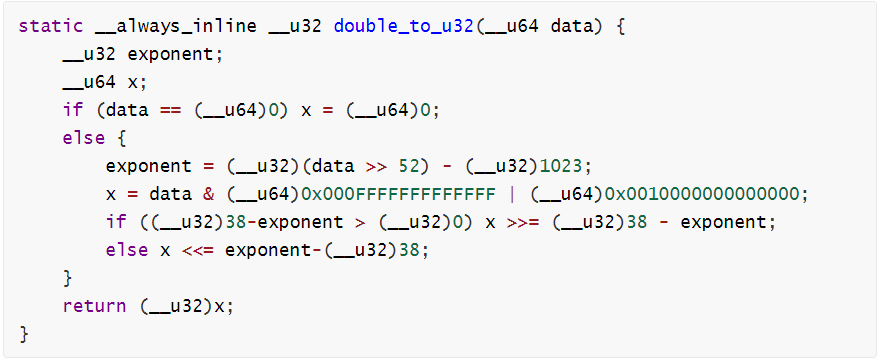 static __always_inline __u32 double_to_u32(__u64 data) {
    __u32 exponent;
    __u64 x;
    if (data == (__u64)0) x = (__u64)0;
    else {
        exponent = (__u32)(data >> 52) - (__u32)1023;
        x = data & (__u64)0x000FFFFFFFFFFFFF | (__u64)0x0010000000000000;
        if ((__u32)38-exponent > (__u32)0) x >>= (__u32)38 - exponent;
        else x <<= exponent-(__u32)38;
    }
    return (__u32)x;
}